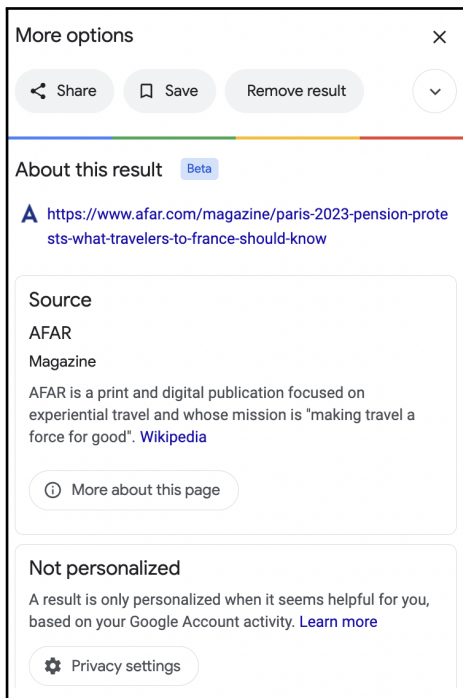 More options
Share Save Remove result
About this result Beta
https://www.afar.com/magazine/paris-2023-pension-prote
sts-what-travelers-to-france-should-know
Source
AFAR
Magazine
AFAR is a print and digital publication focused on
experiential travel and whose mission is "making travel a
force for good". Wikipedia
More about this page
Not personalized
A result is only personalized when it seems helpful for you,
based on your Google Account activity. Learn more
Privacy settings